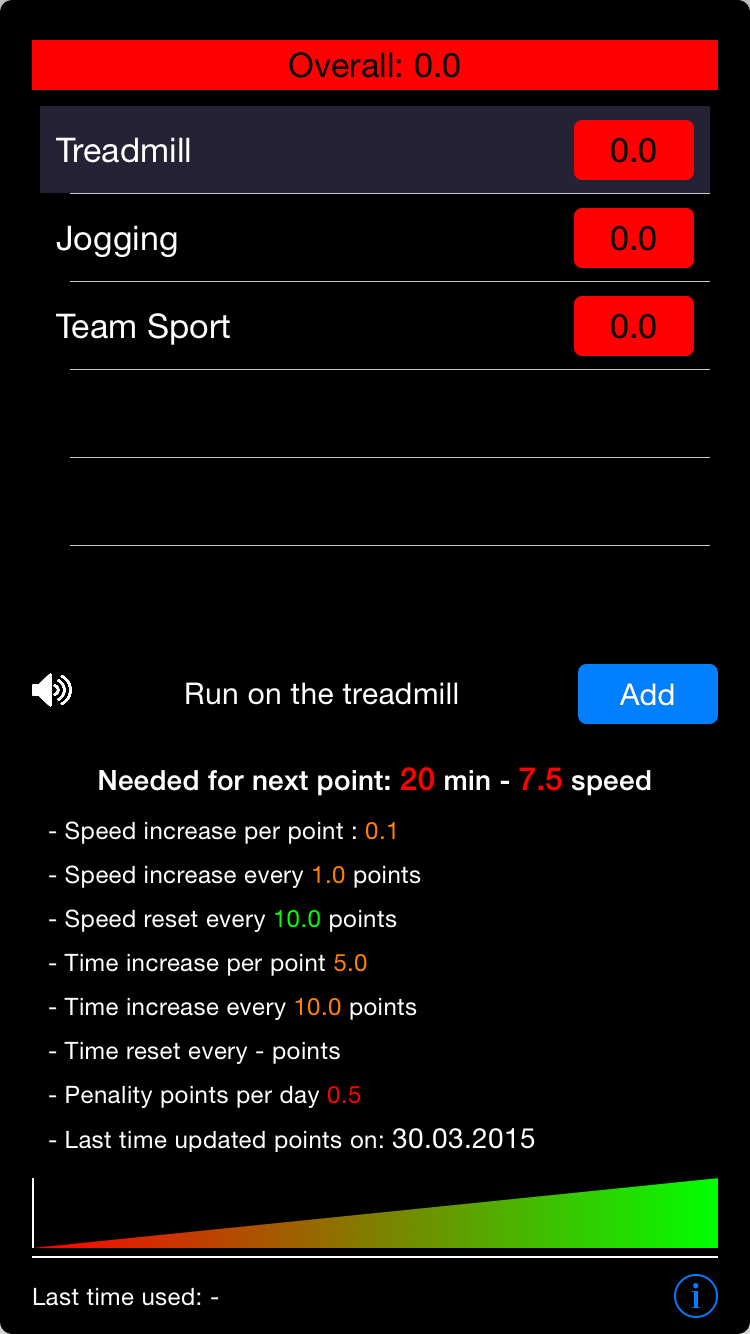 Overall: 0.0
Treadmill 0.0
Jogging 0.0
Team Sport 0.0
Run on the treadmill Add
Needed for next point: 20 min - 7.5 speed
- Speed increase per point : 0.1
- Speed increase every 1.0 points
- Speed reset every 10.0 points
- Time increase per point 5.0
- Time increase every 10.0 points
- Time reset every - points
- Penality points per day 0.5
- Last time updated points on: 30.03.2015
Last time used: - i